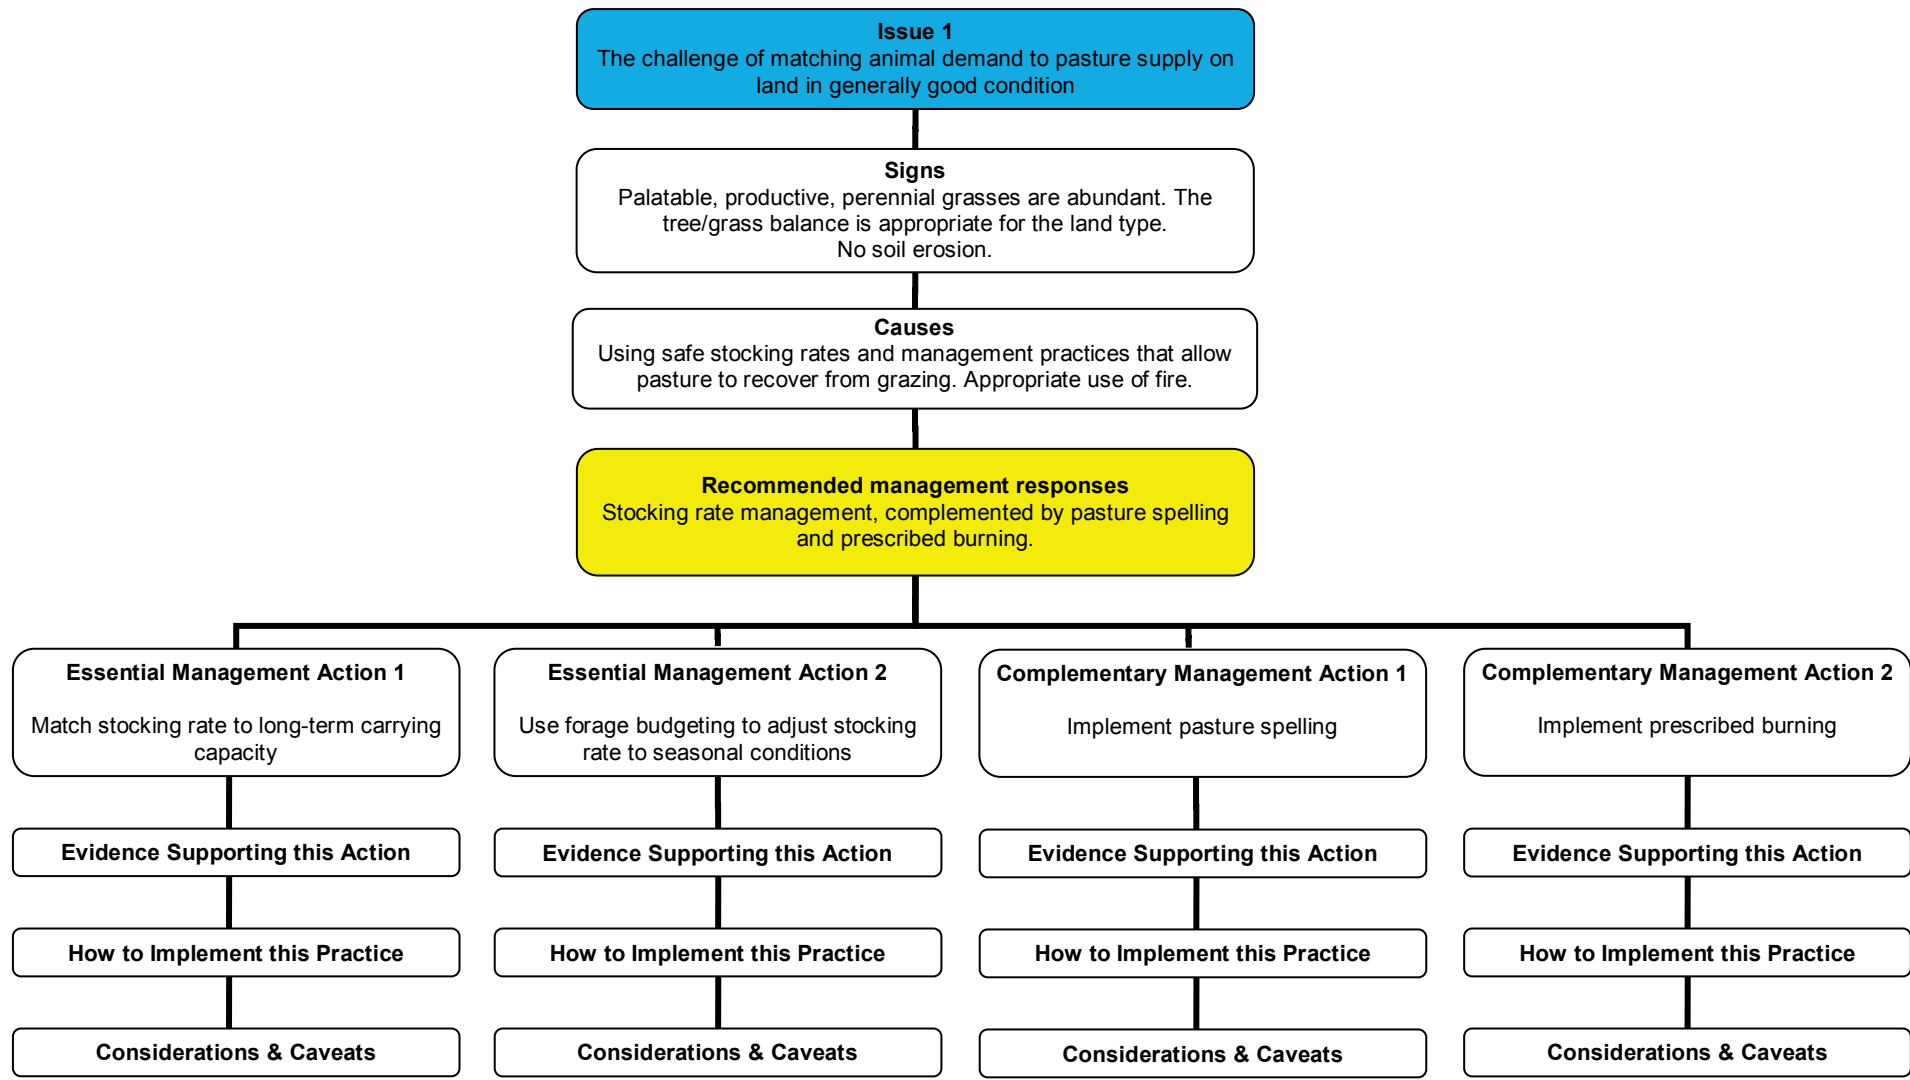 Issue 1
The challenge of matching animal demand to pasture supply on
land in generally good condition
Signs
Palatable, productive, perennial grasses are abundant. The
tree/grass balance is appropriate for the land type.
No soil erosion.
Causes
Using safe stocking rates and management practices that allow
pasture to recover from grazing. Appropriate use of fire.
Recommended management responses
Stocking rate management, complemented by pasture spelling
and prescribed burning.
Essential Management Action 1
Match stocking rate to long-term carrying
capacity
Evidence Supporting this Action
How to Implement this Practice
Considerations & Caveats
Essential Management Action 2
Use forage budgeting to adjust stocking
rate to seasonal conditions
Evidence Supporting this Action
How to Implement this Practice
Considerations & Caveats
Complementary Management Action 1
Implement pasture spelling
Evidence Supporting this Action
How to Implement this Practice
Considerations & Caveats
Complementary Management Action 2
Implement prescribed burning
Evidence Supporting this Action
How to Implement this Practice
Considerations & Caveats